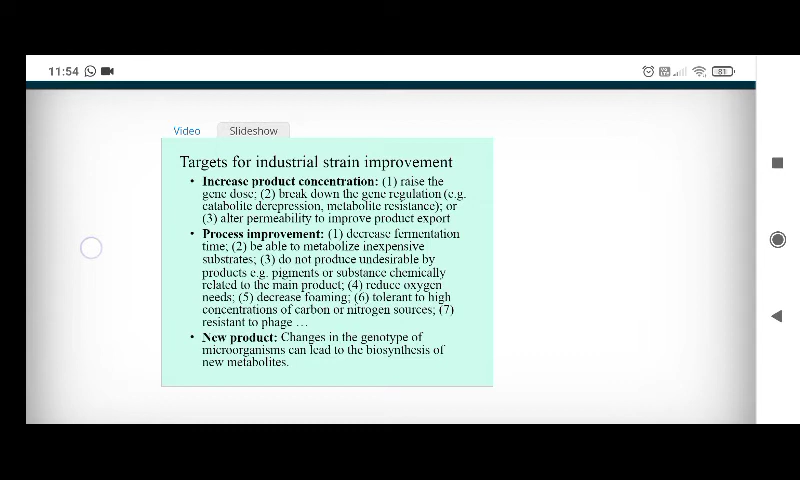 11:54
81
Video
Slideshow
Targets for industrial strain improvement
• Increase product concentration: (1) raise the
gene dose; (2) break down the gene regulation (e.g.
catabolite derepression, metabolite resistance); or
(3) alter permeability to improve product export
• Process improvement: (1) decrease fermentation
time; (2) be able to metabolize inexpensive
substrates; (3) do not produce undesirable by
products e.g. pigments or substance chemically
related to the main product; (4) reduce oxygen
needs; (5) decrease foaming; (6) tolerant to high
concentrations of carbon or nitrogen sources; (7)
resistant to phage …
• New product: Changes in the genotype of
microorganisms can lead to the biosynthesis of
new metabolites.